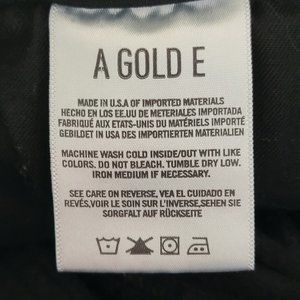 A GOLD E
MADE IN U.S.A OF IMPORTED MATERIALS
HECHO EN LOS EE.UU DE METERIALES IMPORTADA
FABRIQUÉ AUX ETATS-UNIS DES MATÉRIAUX IMPORTÉ
GEBILDET IN USA DES IMPORTIERTEN MATERIALIEN
MACHINE WASH COLD INSIDE/OUT WITH LIKE
COLORS. DO NOT BLEACH. TUMBLE DRY LOW.
IRON MEDIUM IF NECESSARY.
SEE CARE ON REVERSE, VEA EL CUIDADO EN
REVÉS,VOIR LE SOIN SUR L'INVERSE,SEHEN SIE
SORGFALT AUF RÜCKSEITE